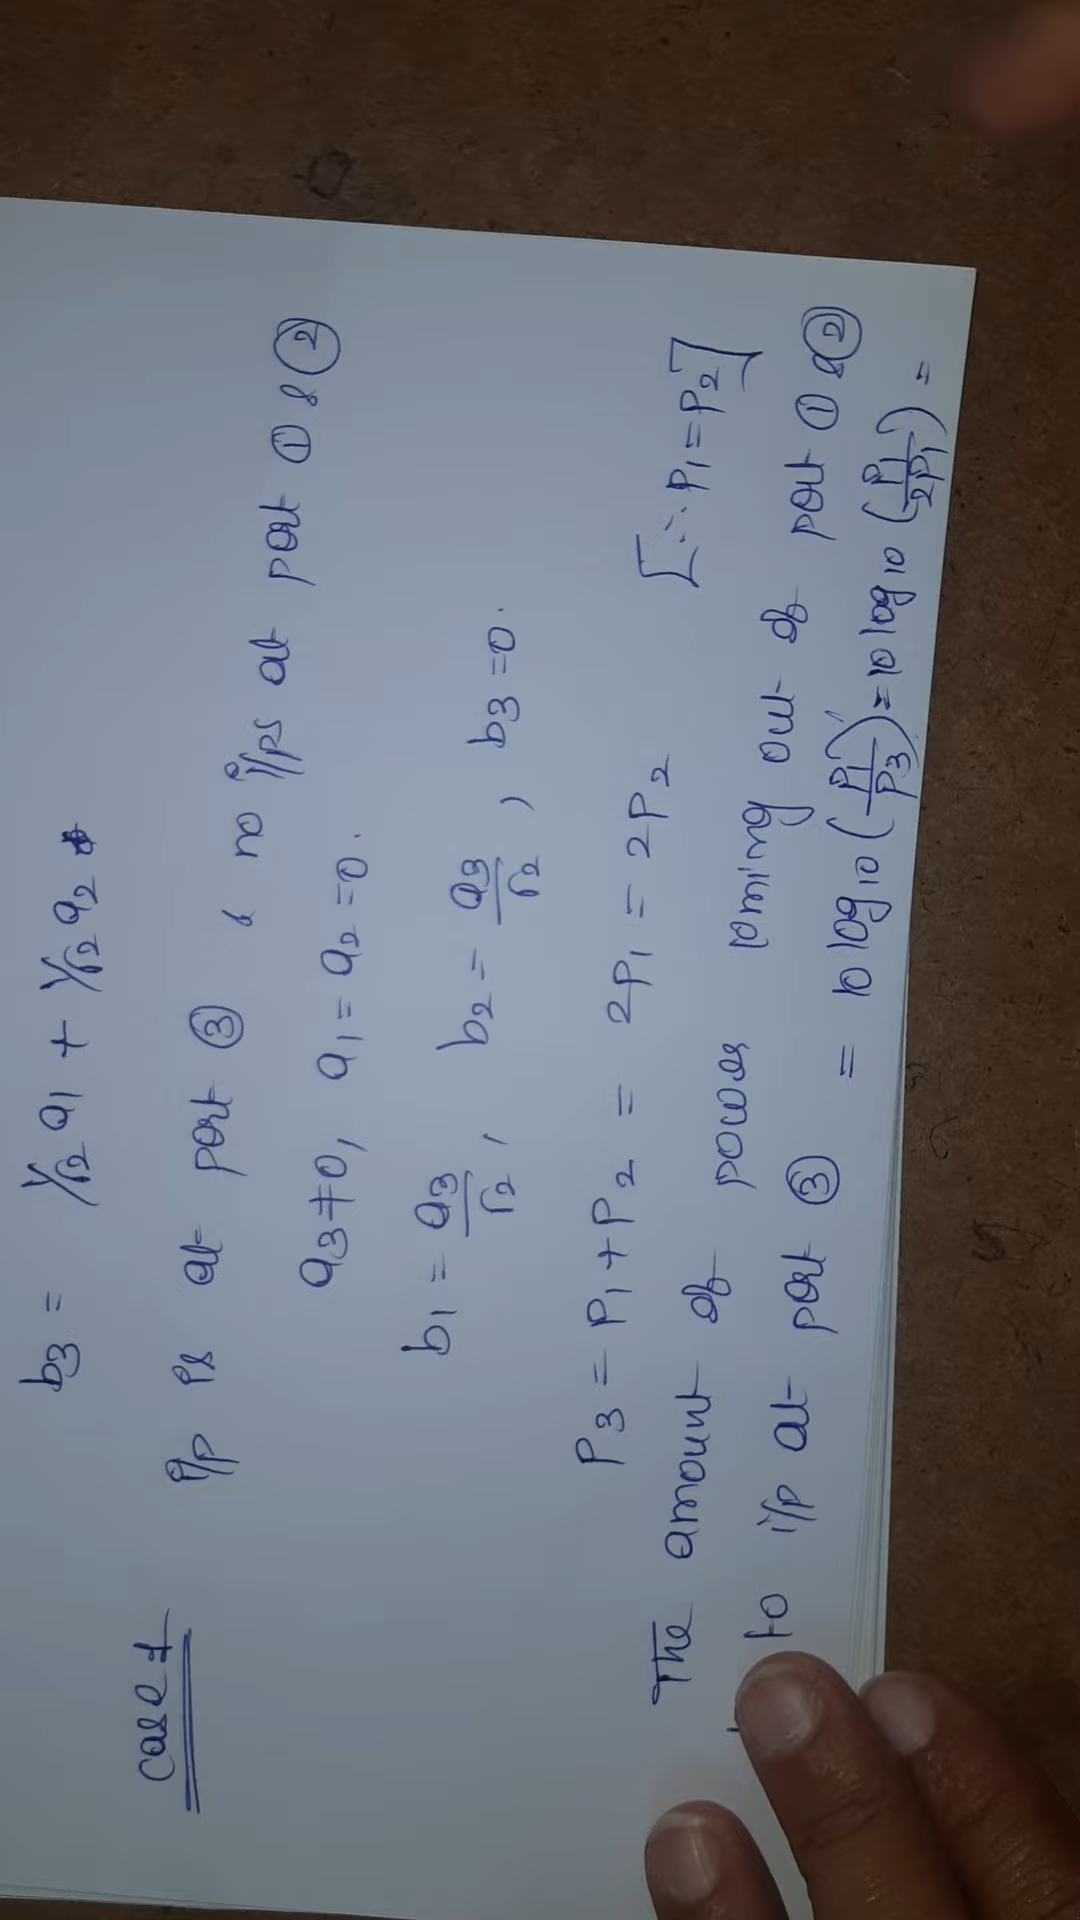 b3 = 1/√2 a1 + 1/√2 a2
case 1
i/p is at port ③ & no i/ps at port ① & ②
a3≠0, a1 = a2 =0.
b1 = a3/√2, b2 = a3/√2, b3 =0.
P3 = P1+P2 = 2P1 = 2P2 [∴ P1=P2]
The amount of power coming out of port ① & ②
to i/p at port ③ = 10 log10 (P1/P3) = 10 log10 (P1/2P1) =